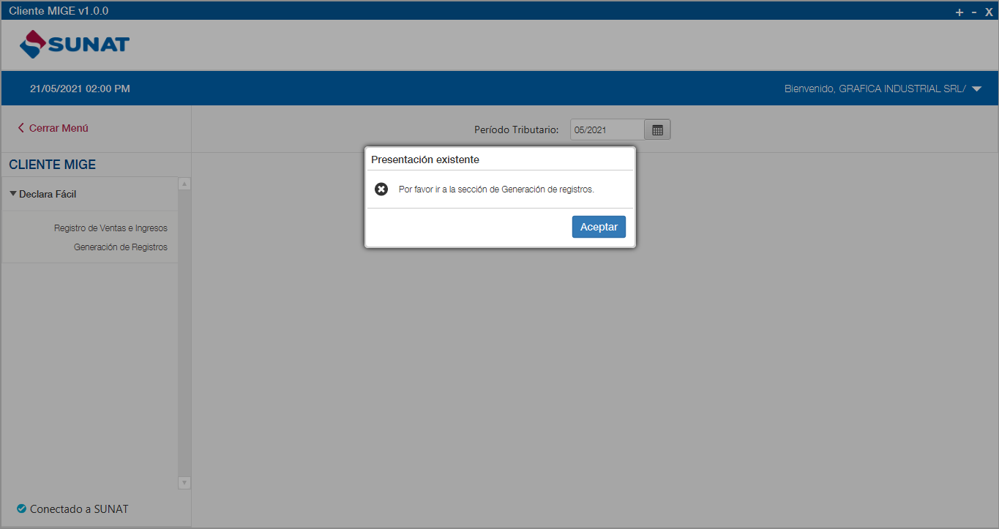 Cliente MIGE v1.0.0
+ - X
SUNAT
21/05/2021 02:00 PM
Bienvenido, GRAFICA INDUSTRIAL SRL/
Cerrar Menú
Período Tributario:
05/2021
CLIENTE MIGE
Declara Fácil
Registro de Ventas e Ingresos
Generación de Registros
Presentación existente
Por favor ir a la sección de Generación de registros.
Aceptar
Conectado a SUNAT